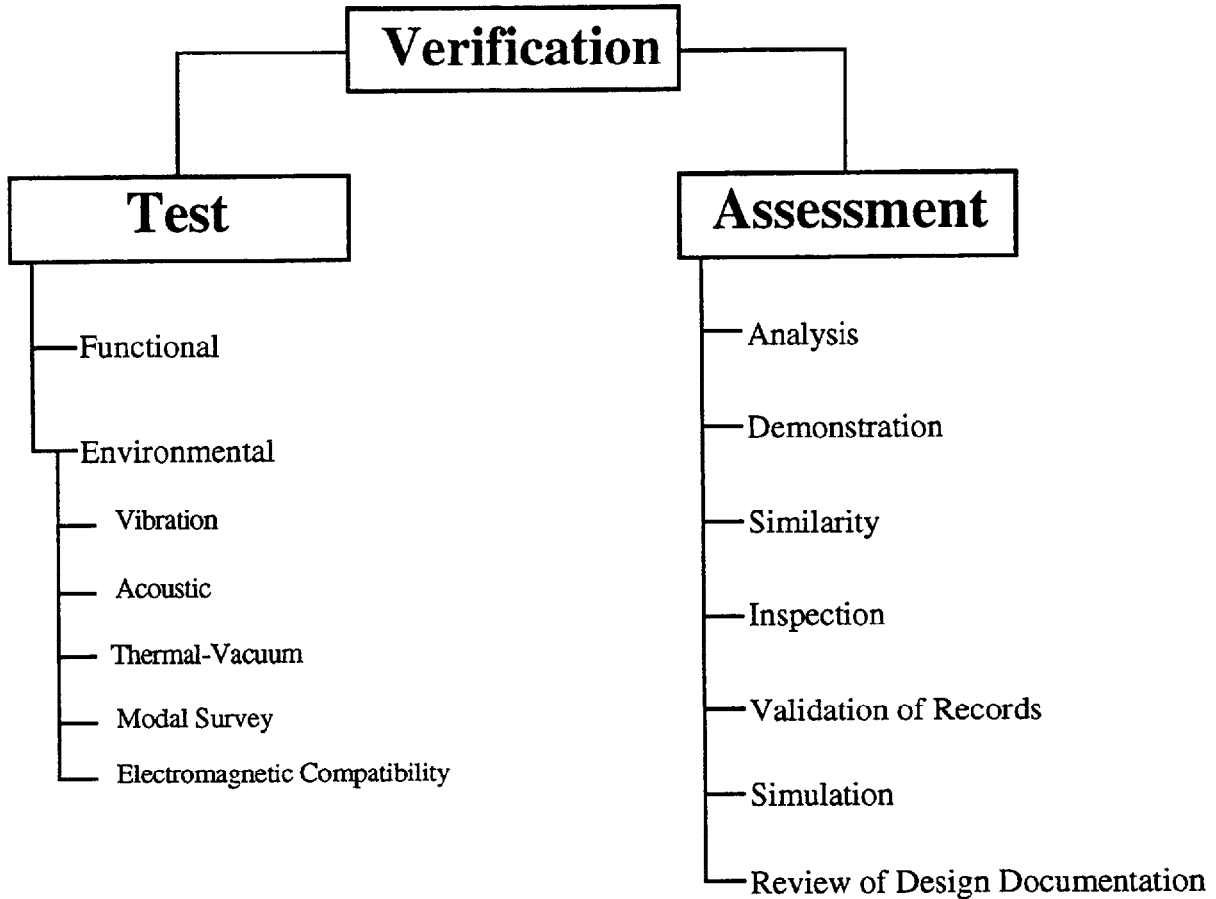 Verification
Test
Functional
Environmental
Vibration
Acoustic
Thermal-Vacuum
Modal Survey
Electromagnetic Compatibility
Assessment
Analysis
Demonstration
Similarity
Inspection
Validation of Records
Simulation
Review of Design Documentation